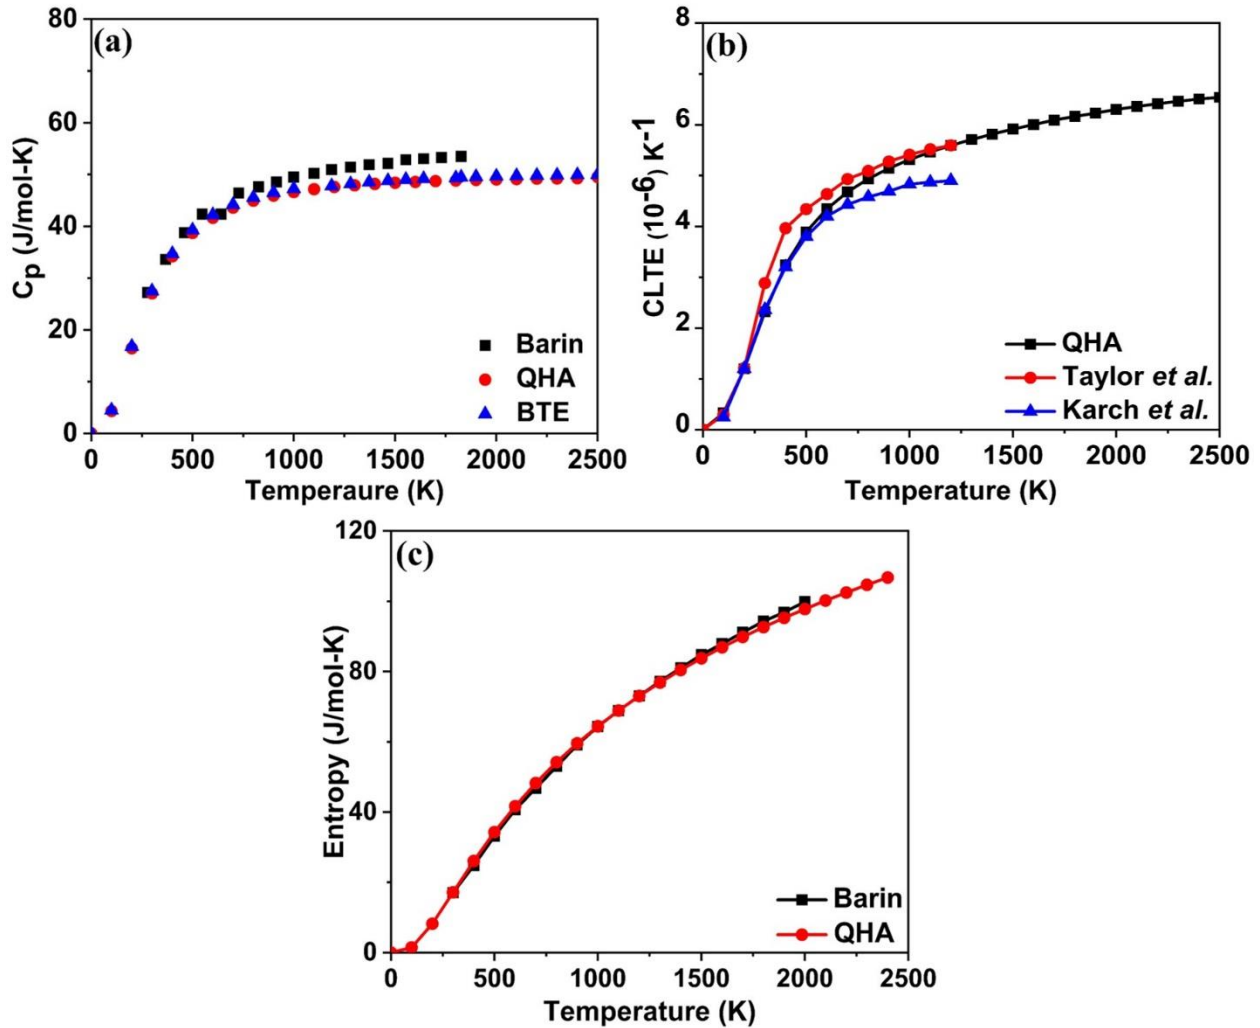 (a)
80
60
40
20
0
Cp (J/mol-K)
Barin
QHA
BTE
0 500 1000 1500 2000 2500
Temperaure (K)
(b)
8
6
4
2
0
CLTE (10-6) K-1
QHA
Taylor et al.
Karch et al.
0 500 1000 1500 2000 2500
Temperature (K)
(c)
120
80
40
0
Entropy (J/mol-K)
Barin
QHA
0 500 1000 1500 2000 2500
Temperature (K)